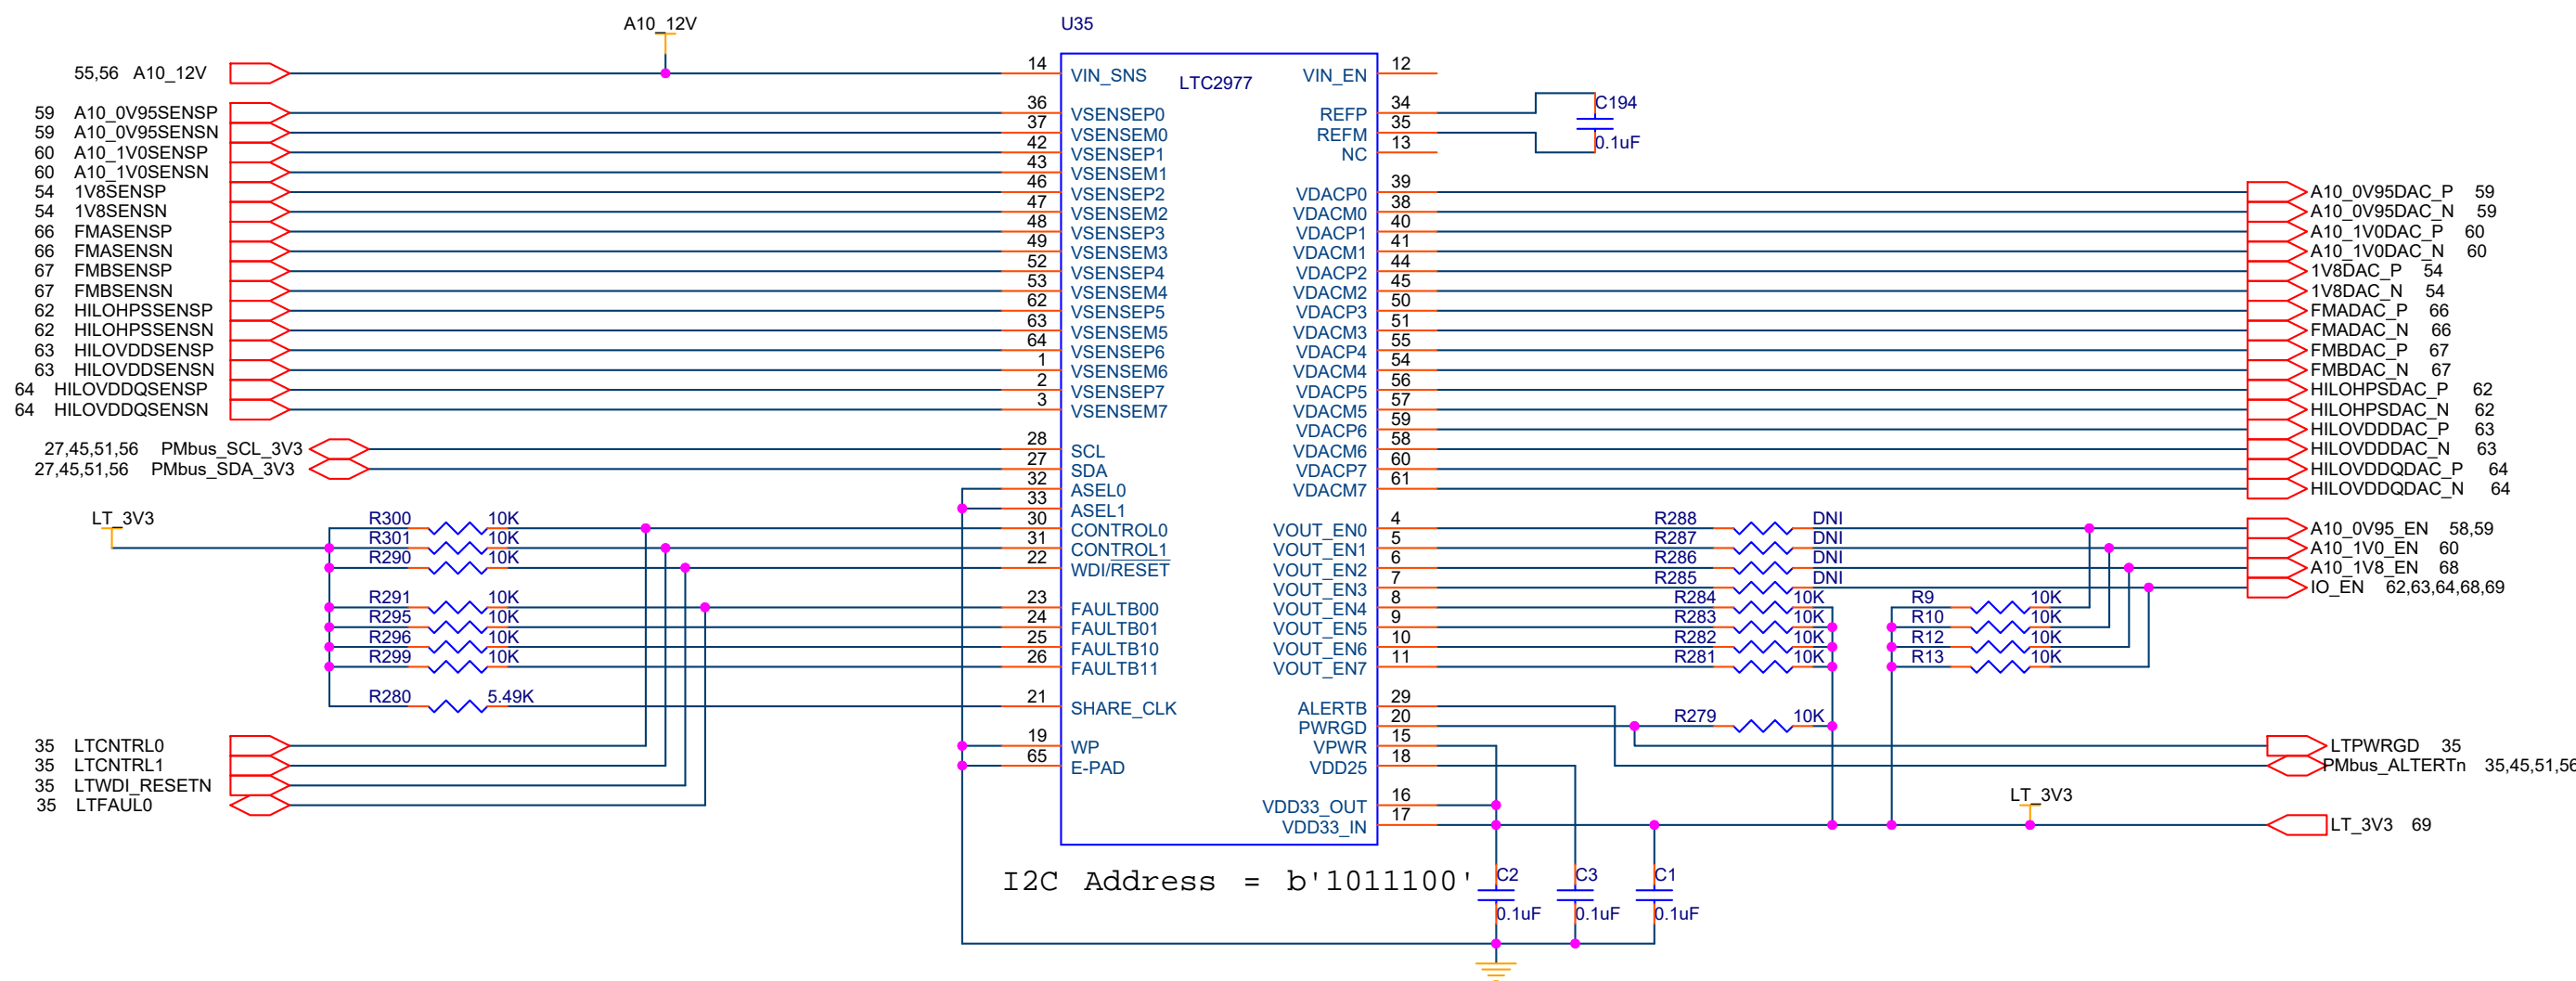 A10_12V U35
55,56 A10_12V 14 VIN_SNS LTC2977 VIN_EN 12
59 A10_0V95SENSP 36 VSENSEP0 REFP 34 C194
59 A10_0V95SENSN 37 VSENSEM0 REFM 35
60 A10_1V0SENSP 42 VSENSEP1 NC 13 0.1uF
60 A10_1V0SENSN 43 VSENSEM1
54 1V8SENSP 46 VSENSEP2 VDACP0 39 A10_0V95DAC_P 59
54 1V8SENSN 47 VSENSEM2 VDACM0 38 A10_0V95DAC_N 59
66 FMASENSP 48 VSENSEP3 VDACP1 40 A10_1V0DAC_P 60
66 FMASENSN 49 VSENSEM3 VDACM1 41 A10_1V0DAC_N 60
67 FMBSENSP 52 VSENSEP4 VDACP2 44 1V8DAC_P 54
67 FMBSENSN 53 VSENSEM4 VDACM2 45 1V8DAC_N 54
62 HILOHPSSENSP 62 VSENSEP5 VDACP3 50 FMADAC_P 66
62 HILOHPSSENSN 63 VSENSEM5 VDACM3 51 FMADAC_N 66
63 HILOVDDSENSP 64 VSENSEP6 VDACP4 55 FMBDAC_P 67
63 HILOVDDSENSN 1 VSENSEM6 VDACM4 54 FMBDAC_N 67
64 HILOVDDQSENSP 2 VSENSEP7 VDACP5 56 HILOHPSDAC_P 62
64 HILOVDDQSENSN 3 VSENSEM7 VDACM5 57 HILOHPSDAC_N 62
VDACP6 59 HILOVDDDAC_P 63
27,45,51,56 PMbus_SCL_3V3 28 SCL VDACM6 58 HILOVDDDAC_N 63
27,45,51,56 PMbus_SDA_3V3 27 SDA VDACP7 60 HILOVDDQDAC_P 64
32 ASEL0 VDACM7 61 HILOVDDQDAC_N 64
33 ASEL1
LT_3V3 R300 10K 30 CONTROL0 VOUT_EN0 4 R288 DNI A10_0V95_EN 58,59
R301 10K 31 CONTROL1 VOUT_EN1 5 R287 DNI A10_1V0_EN 60
R290 10K 22 WDI/RESET VOUT_EN2 6 R286 DNI A10_1V8_EN 68
VOUT_EN3 7 R285 DNI IO_EN 62,63,64,68,69
R291 10K 23 FAULTB00 VOUT_EN4 8 R284 10K R9 10K
R295 10K 24 FAULTB01 VOUT_EN5 9 R283 10K R10 10K
R296 10K 25 FAULTB10 VOUT_EN6 10 R282 10K R12 10K
R299 10K 26 FAULTB11 VOUT_EN7 11 R281 10K R13 10K
R280 5.49K 21 SHARE_CLK ALERTB 29
PWRGD 20 R279 10K
35 LTCNTRL0 19 WP VPWR 15 LTPWRGD 35
35 LTCNTRL1 65 E-PAD VDD25 18 PMbus_ALTERTn 35,45,51,56
35 LTWDI_RESETN
35 LTFAUL0 VDD33_OUT 16 LT_3V3
VDD33_IN 17 LT_3V3 69
I2C Address = b'1011100' C2 C3 C1
0.1uF 0.1uF 0.1uF